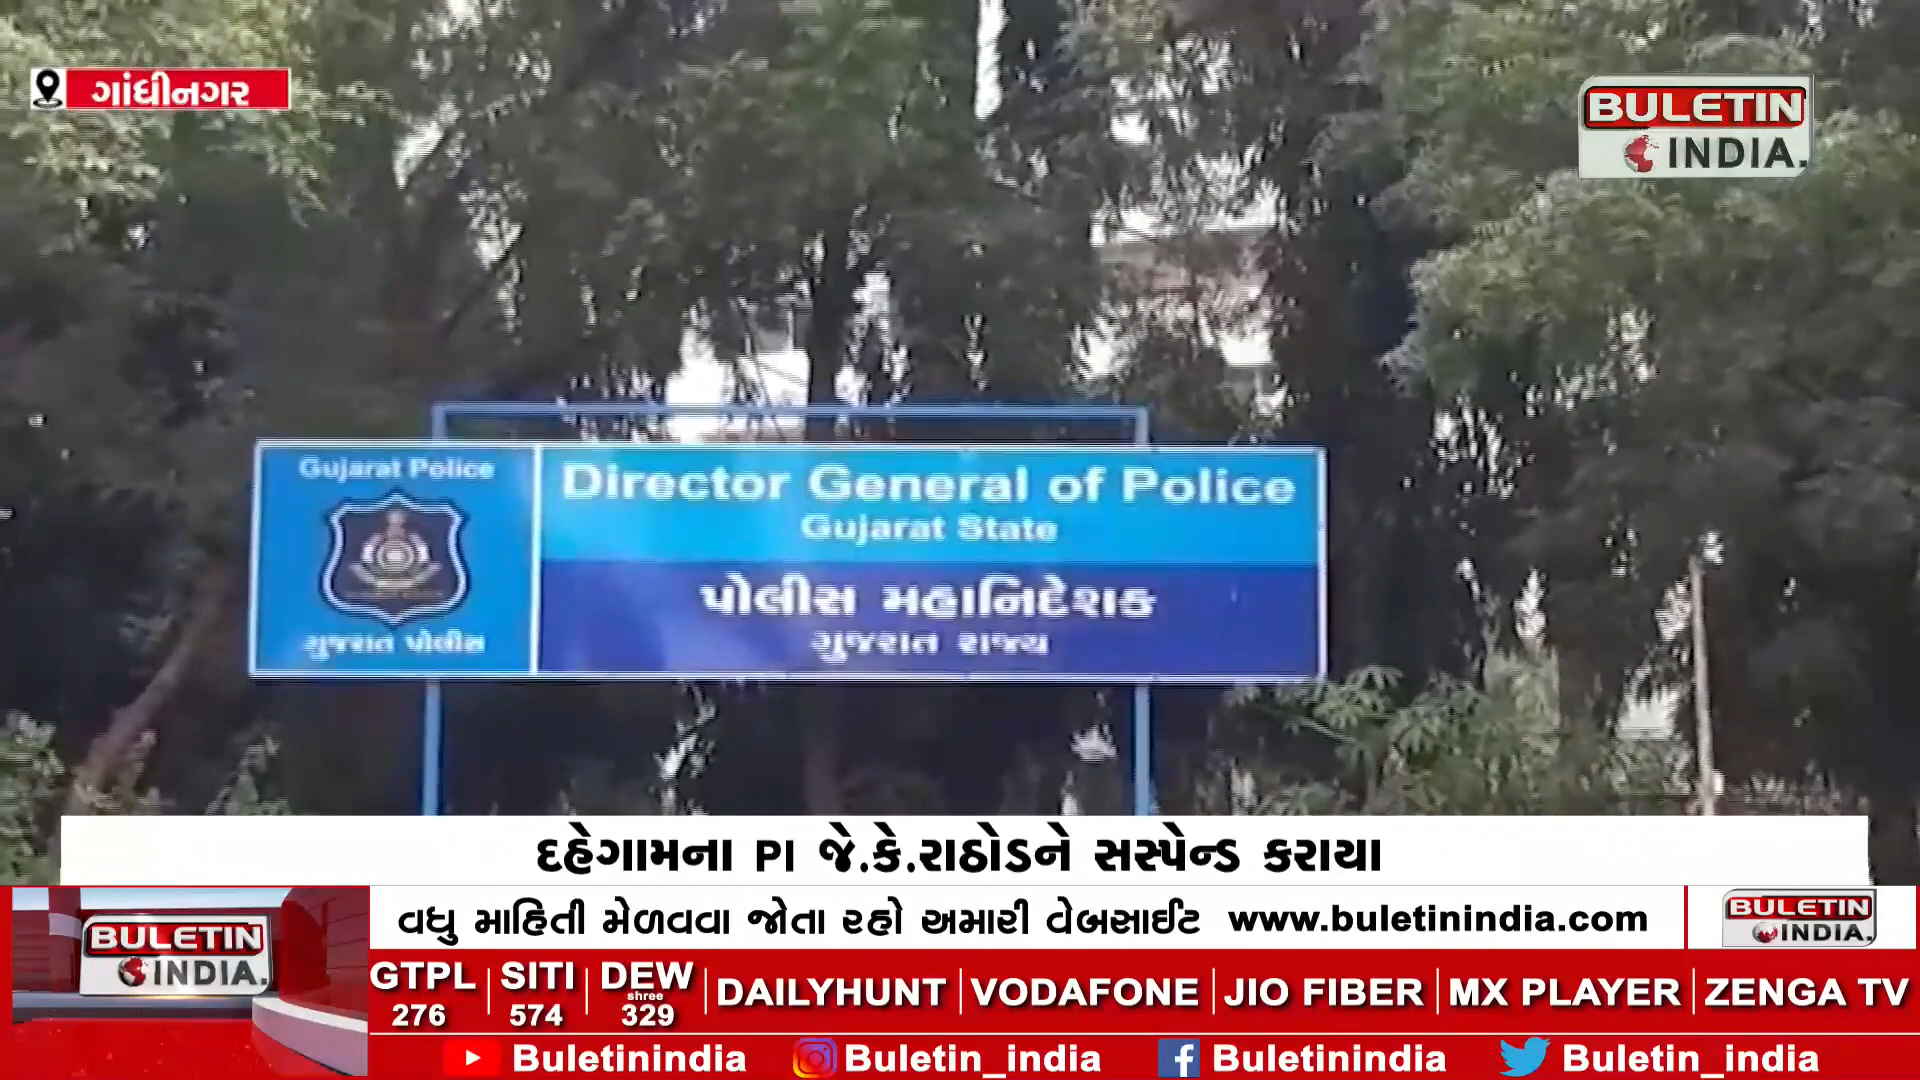 ગાંધીનગર
BULETIN
INDIA.
Gujarat Police
ગુજરાત પોલીસ
Director General of Police
Gujarat State
પોલીસ મહાનિદેશક
ગુજરાત રાજ્ય
દહેગામના PI જે.કે.રાઠોડને સસ્પેન્ડ કરાયા
વધુ માહિતી મેળવવા જોતા રહો અમારી વેબસાઈટ www.buletinindia.com
BULETIN
INDIA.
BULETIN
INDIA.
GTPL 276 | SITI 574 | DEW shree 329 | DAILYHUNT | VODAFONE | JIO FIBER | MX PLAYER | ZENGA TV
Buletinindia Buletin_india Buletinindia Buletin_india